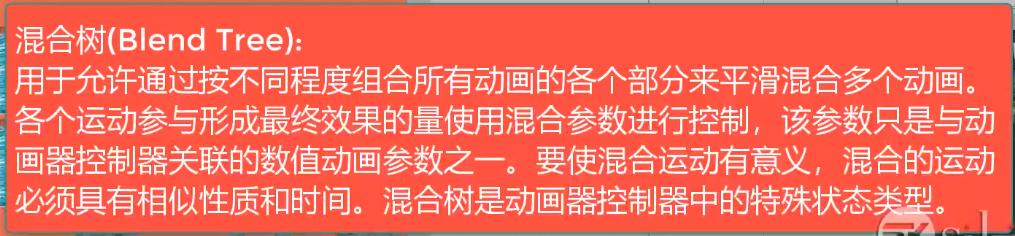 混合树(Blend Tree):
用于允许通过按不同程度组合所有动画的各个部分来平滑混合多个动画。
各个运动参与形成最终效果的量使用混合参数进行控制，该参数只是与动
画器控制器关联的数值动画参数之一。要使混合运动有意义，混合的运动
必须具有相似性质和时间。混合树是动画器控制器中的特殊状态类型。